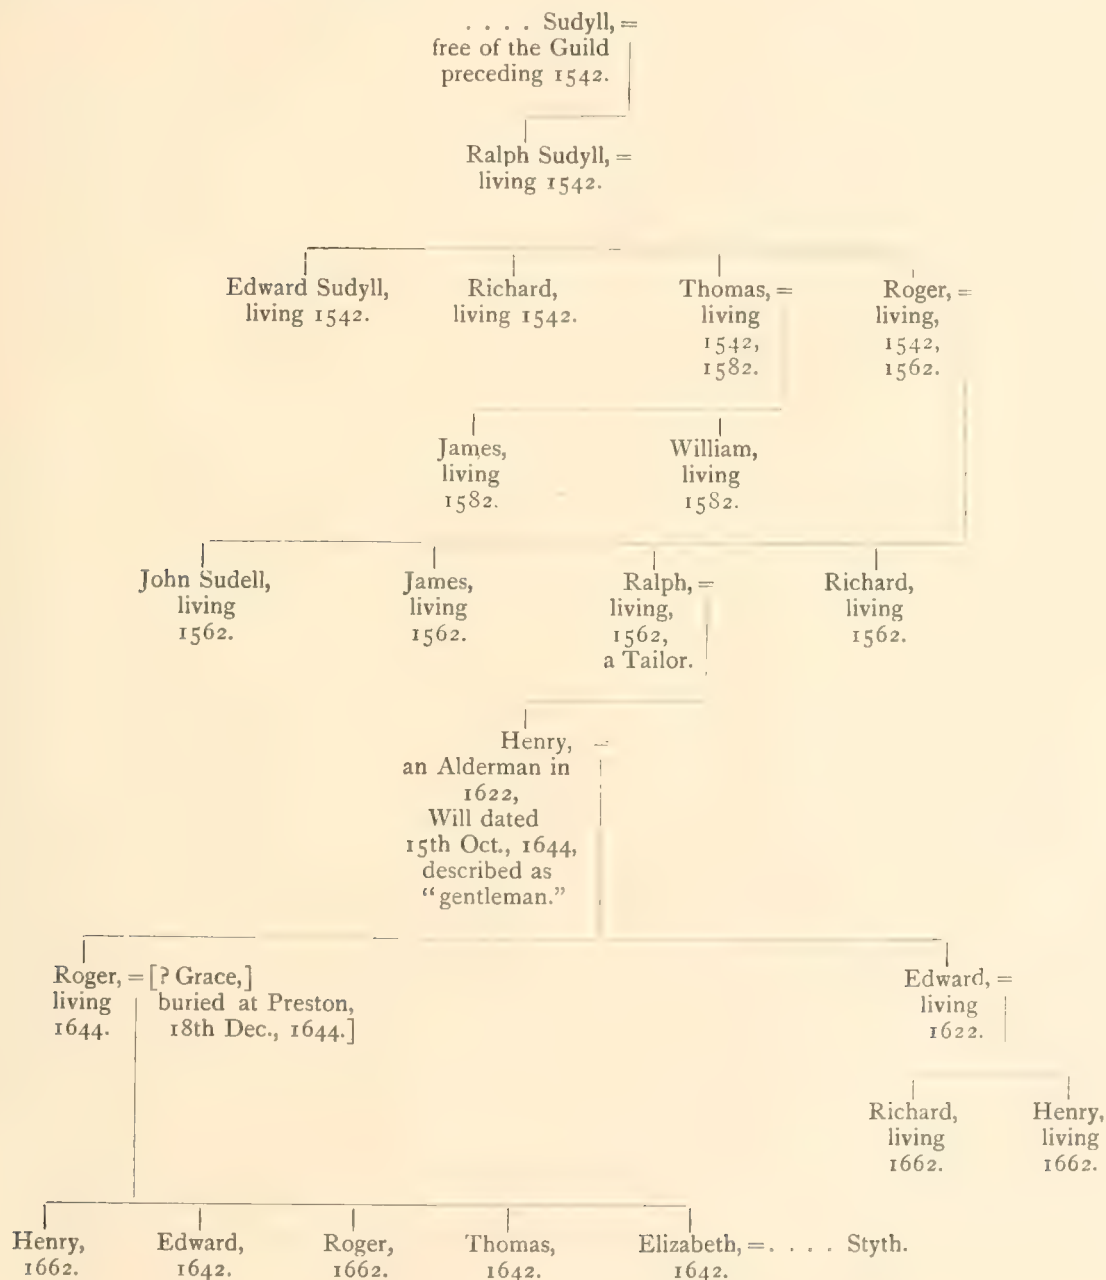 . . . . Sudyll, =
free of the Guild
preceding 1542.
Ralph Sudyll, =
living 1542.
Edward Sudyll,
living 1542.
Richard,
living 1542.
Thomas, =
living
1542,
1582.
Roger, =
living,
1542,
1562.
James,
living
1582.
William,
living
1582.
John Sudell,
living
1562.
James,
living
1562.
Ralph, =
living,
1562,
a Tailor.
Richard,
living
1562.
Henry, =
an Alderman in
1622,
Will dated
15th Oct., 1644,
described as
“gentleman.”
Roger, =
living
1644.
[? Grace,]
buried at Preston,
18th Dec., 1644.]
Edward, =
living
1622.
Richard,
living
1662.
Henry,
living
1662.
Henry,
1662.
Edward,
1642.
Roger,
1662.
Thomas,
1642.
Elizabeth, = . . . . Styth.
1642.